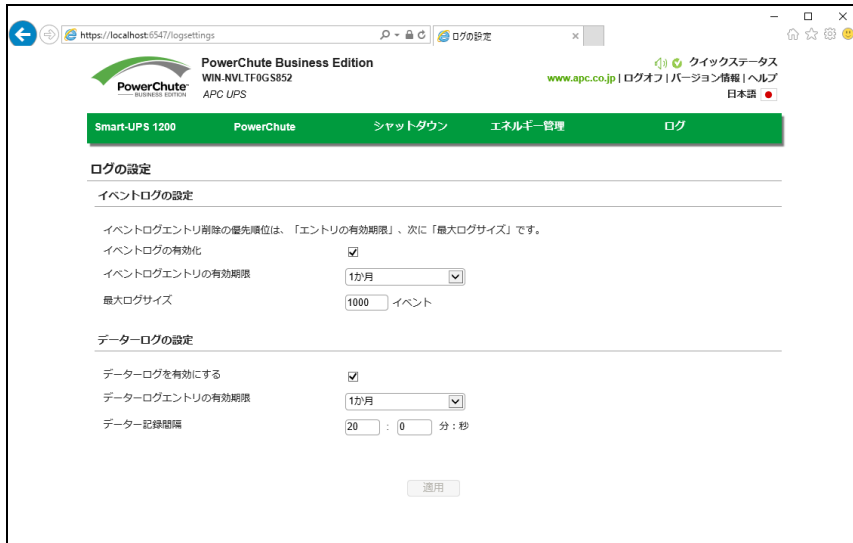 https://localhost:6547/logsettings
ログの設定
PowerChute Business Edition
WIN-NVLTF0GS852
APC UPS
PowerChute
BUSINESS EDITION
クイックステータス
www.apc.co.jp | ログオフ | バージョン情報 | ヘルプ
日本語
Smart-UPS 1200 PowerChute シャットダウン エネルギー管理 ログ
ログの設定
イベントログの設定
イベントログエントリ削除の優先順位は、「エントリの有効期限」、次に「最大ログサイズ」です。
イベントログの有効化
イベントログエントリの有効期限 1か月
最大ログサイズ 1000 イベント
データーログの設定
データーログを有効にする
データーログエントリの有効期限 1か月
データー記録間隔 20 : 0 分 : 秒
適用